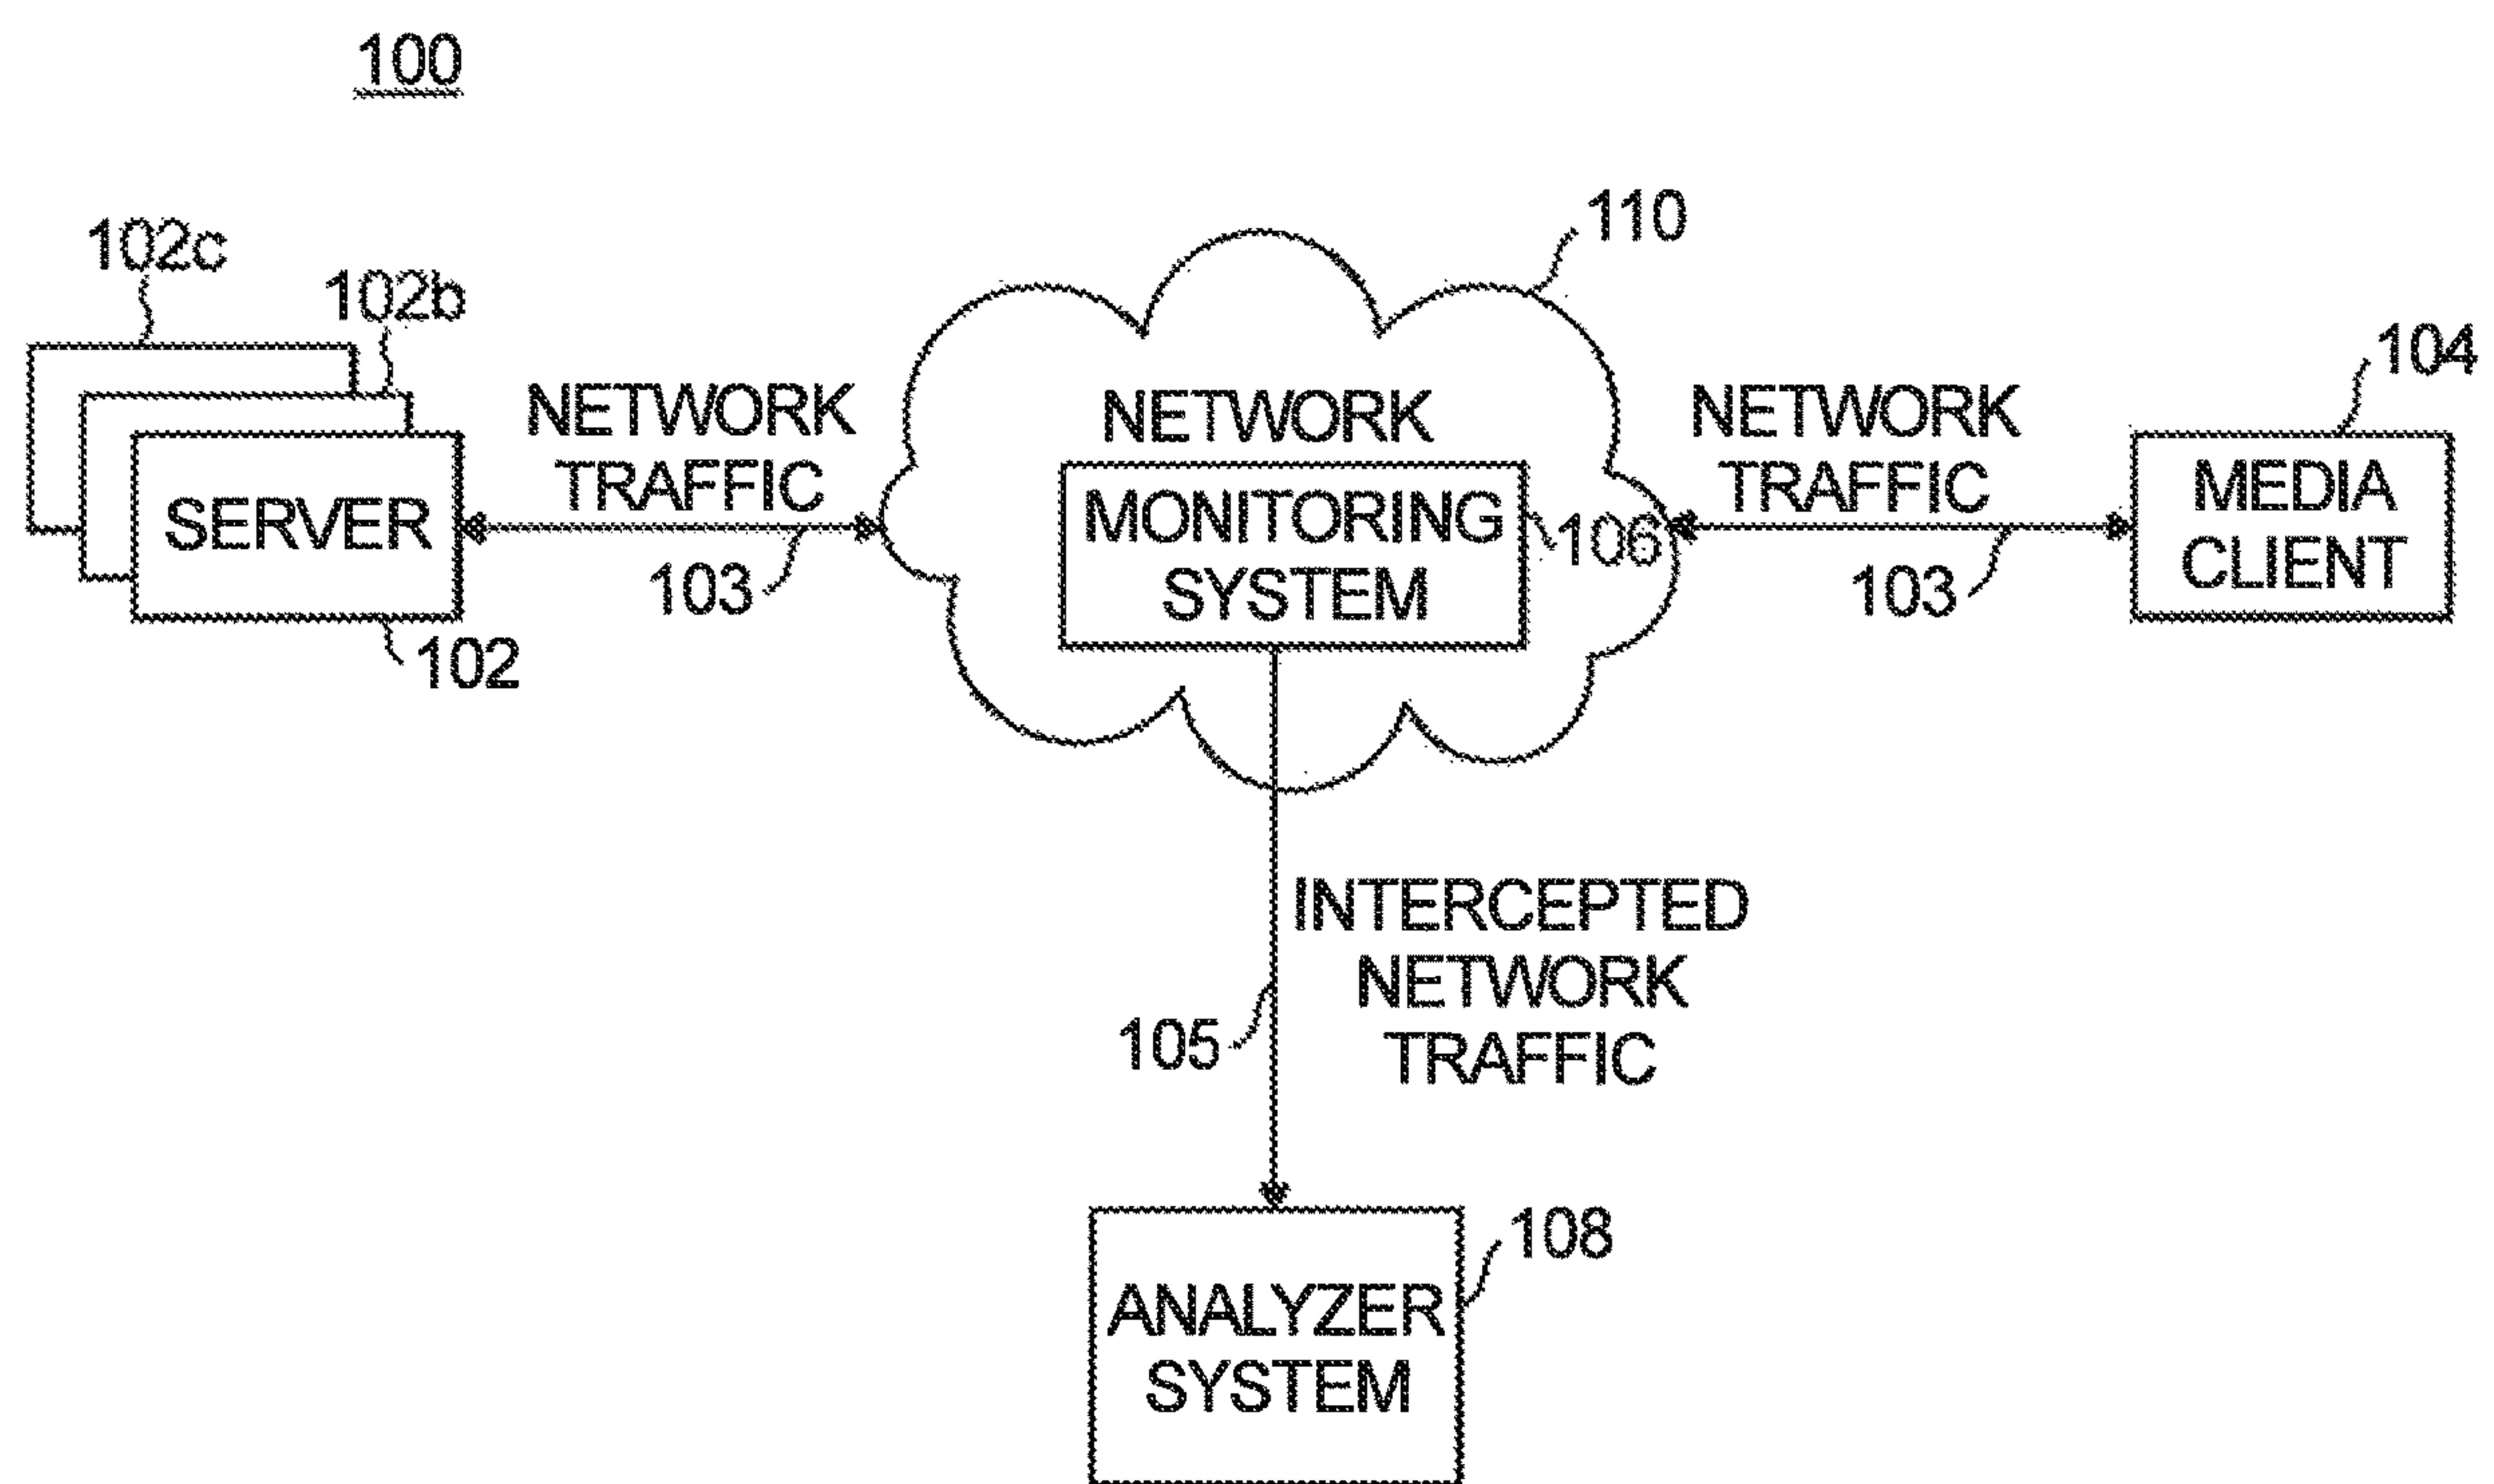 100
110
102c
102b
104
NETWORK
TRAFFIC
NETWORK
NETWORK
TRAFFIC
SERVER
MONITORING
SYSTEM
106
MEDIA
CLIENT
103
103
102
INTERCEPTED
NETWORK
TRAFFIC
105
108
ANALYZER
SYSTEM